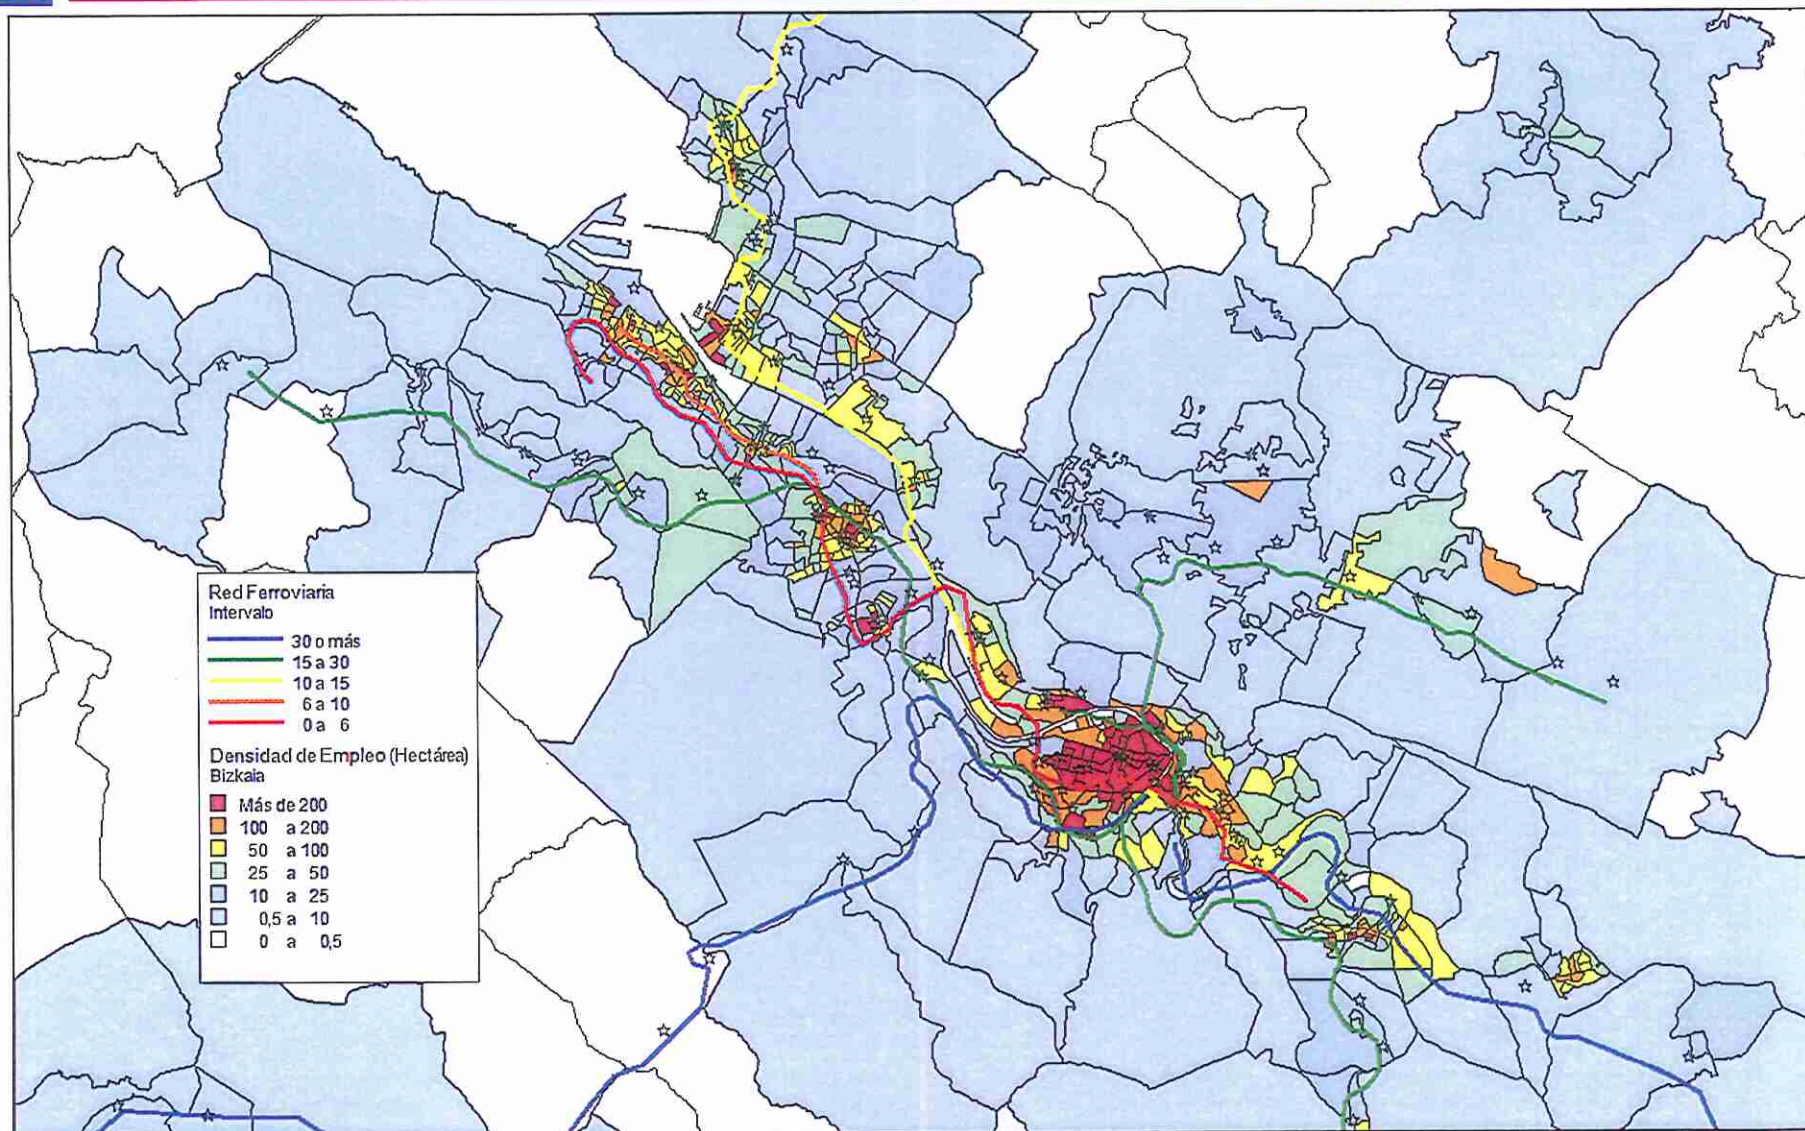 Red Ferroviaria
Intervalo
30 o más
15 a 30
10 a 15
6 a 10
0 a 6
Densidad de Empleo (Hectárea)
Bizkaia
Más de 200
100 a 200
50 a 100
25 a 50
10 a 25
0,5 a 10
0 a 0,5